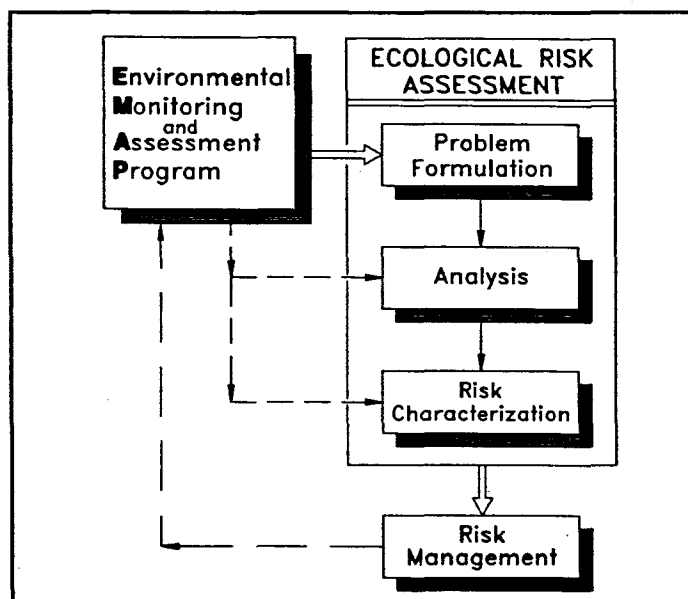 Environmental
Monitoring
and
Assessment
Program
ECOLOGICAL RISK
ASSESSMENT
Problem
Formulation
Analysis
Risk
Characterization
Risk
Management